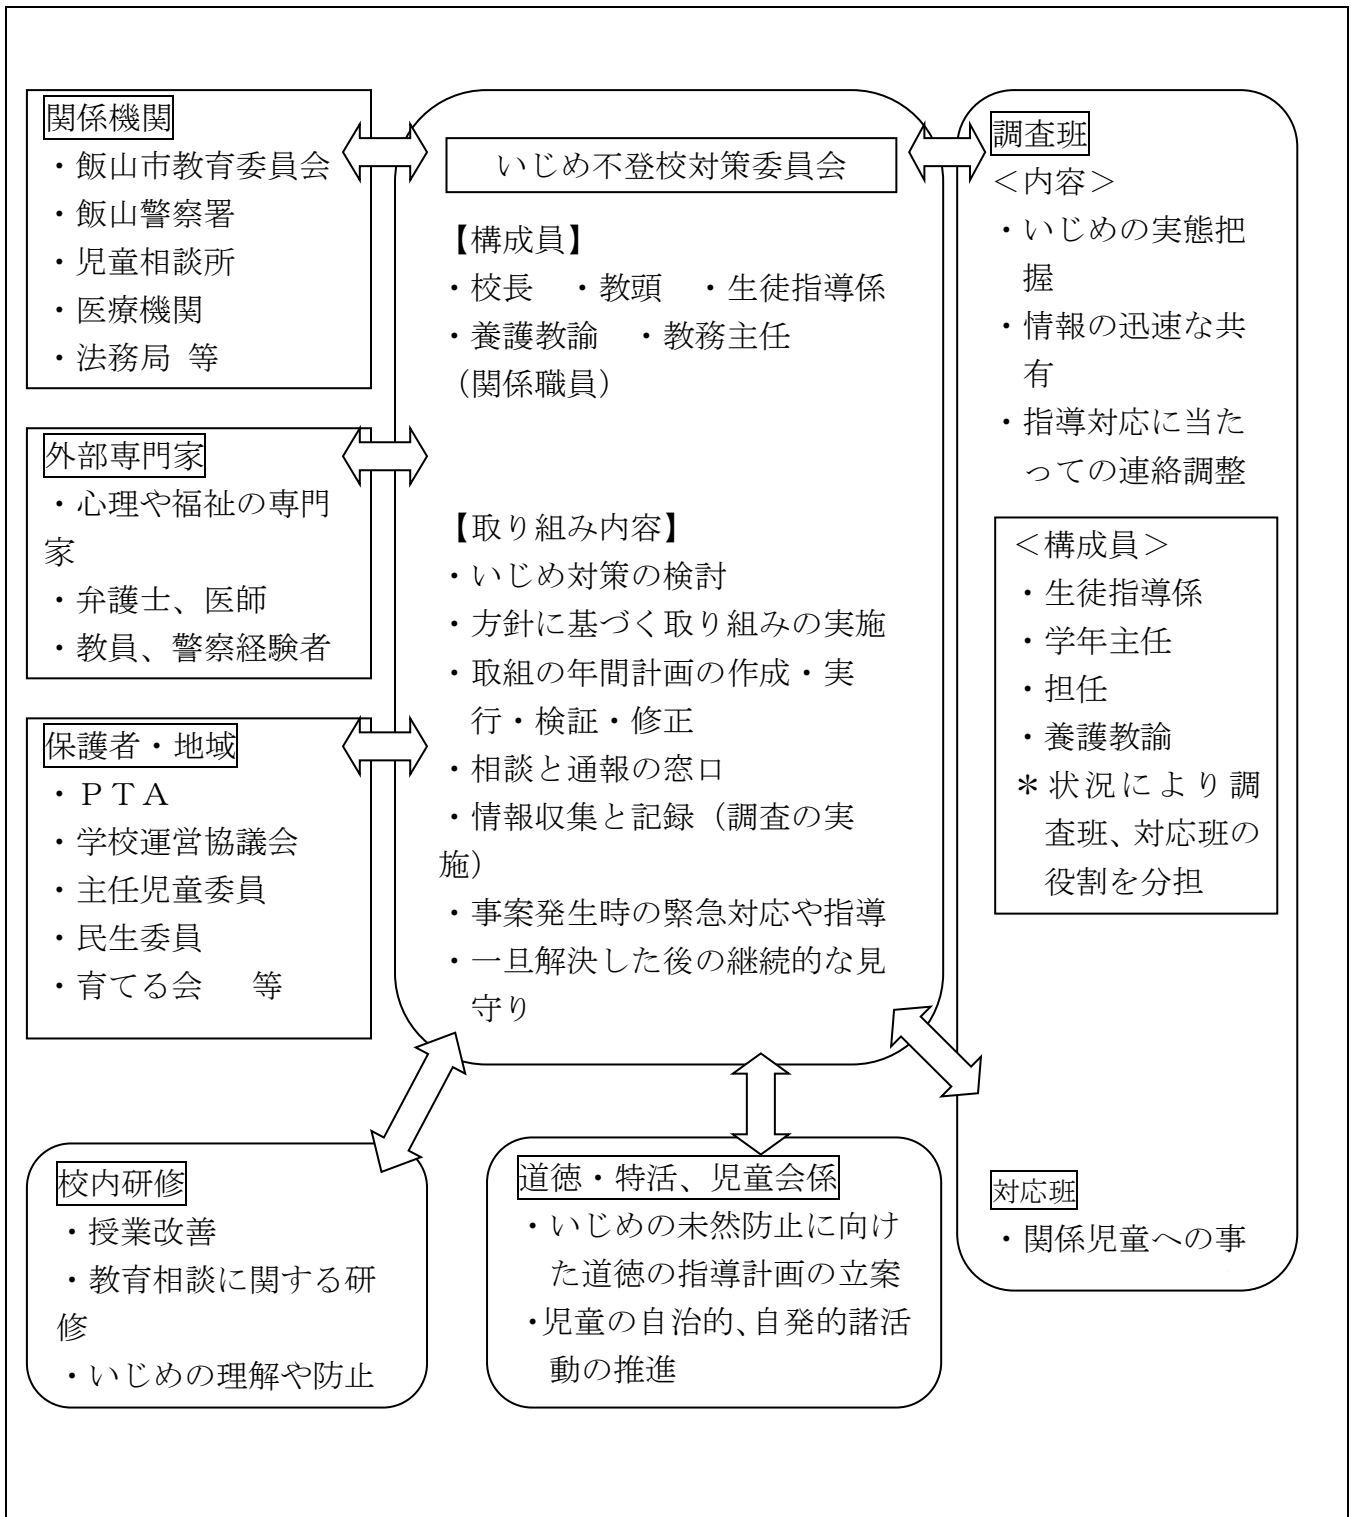 関係機関
・飯山市教育委員会
・飯山警察署
・児童相談所
・医療機関
・法務局 等
外部専門家
・心理や福祉の専門
家
・弁護士、医師
・教員、警察経験者
保護者・地域
・ＰＴＡ
・学校運営協議会
・主任児童委員
・民生委員
・育てる会　等
いじめ不登校対策委員会
【構成員】
・校長　・教頭　・生徒指導係
・養護教諭　・教務主任
（関係職員）
【取り組み内容】
・いじめ対策の検討
・方針に基づく取り組みの実施
・取組の年間計画の作成・実
行・検証・修正
・相談と通報の窓口
・情報収集と記録（調査の実
施）
・事案発生時の緊急対応や指導
・一旦解決した後の継続的な見
守り
調査班
＜内容＞
・いじめの実態把
握
・情報の迅速な共
有
・指導対応に当た
っての連絡調整
＜構成員＞
・生徒指導係
・学年主任
・担任
・養護教諭
＊状況により調
査班、対応班の
役割を分担
対応班
・関係児童への事
校内研修
・授業改善
・教育相談に関する研
修
・いじめの理解や防止
道徳・特活、児童会係
・いじめの未然防止に向け
た道徳の指導計画の立案
・児童の自治的、自発的諸活
動の推進